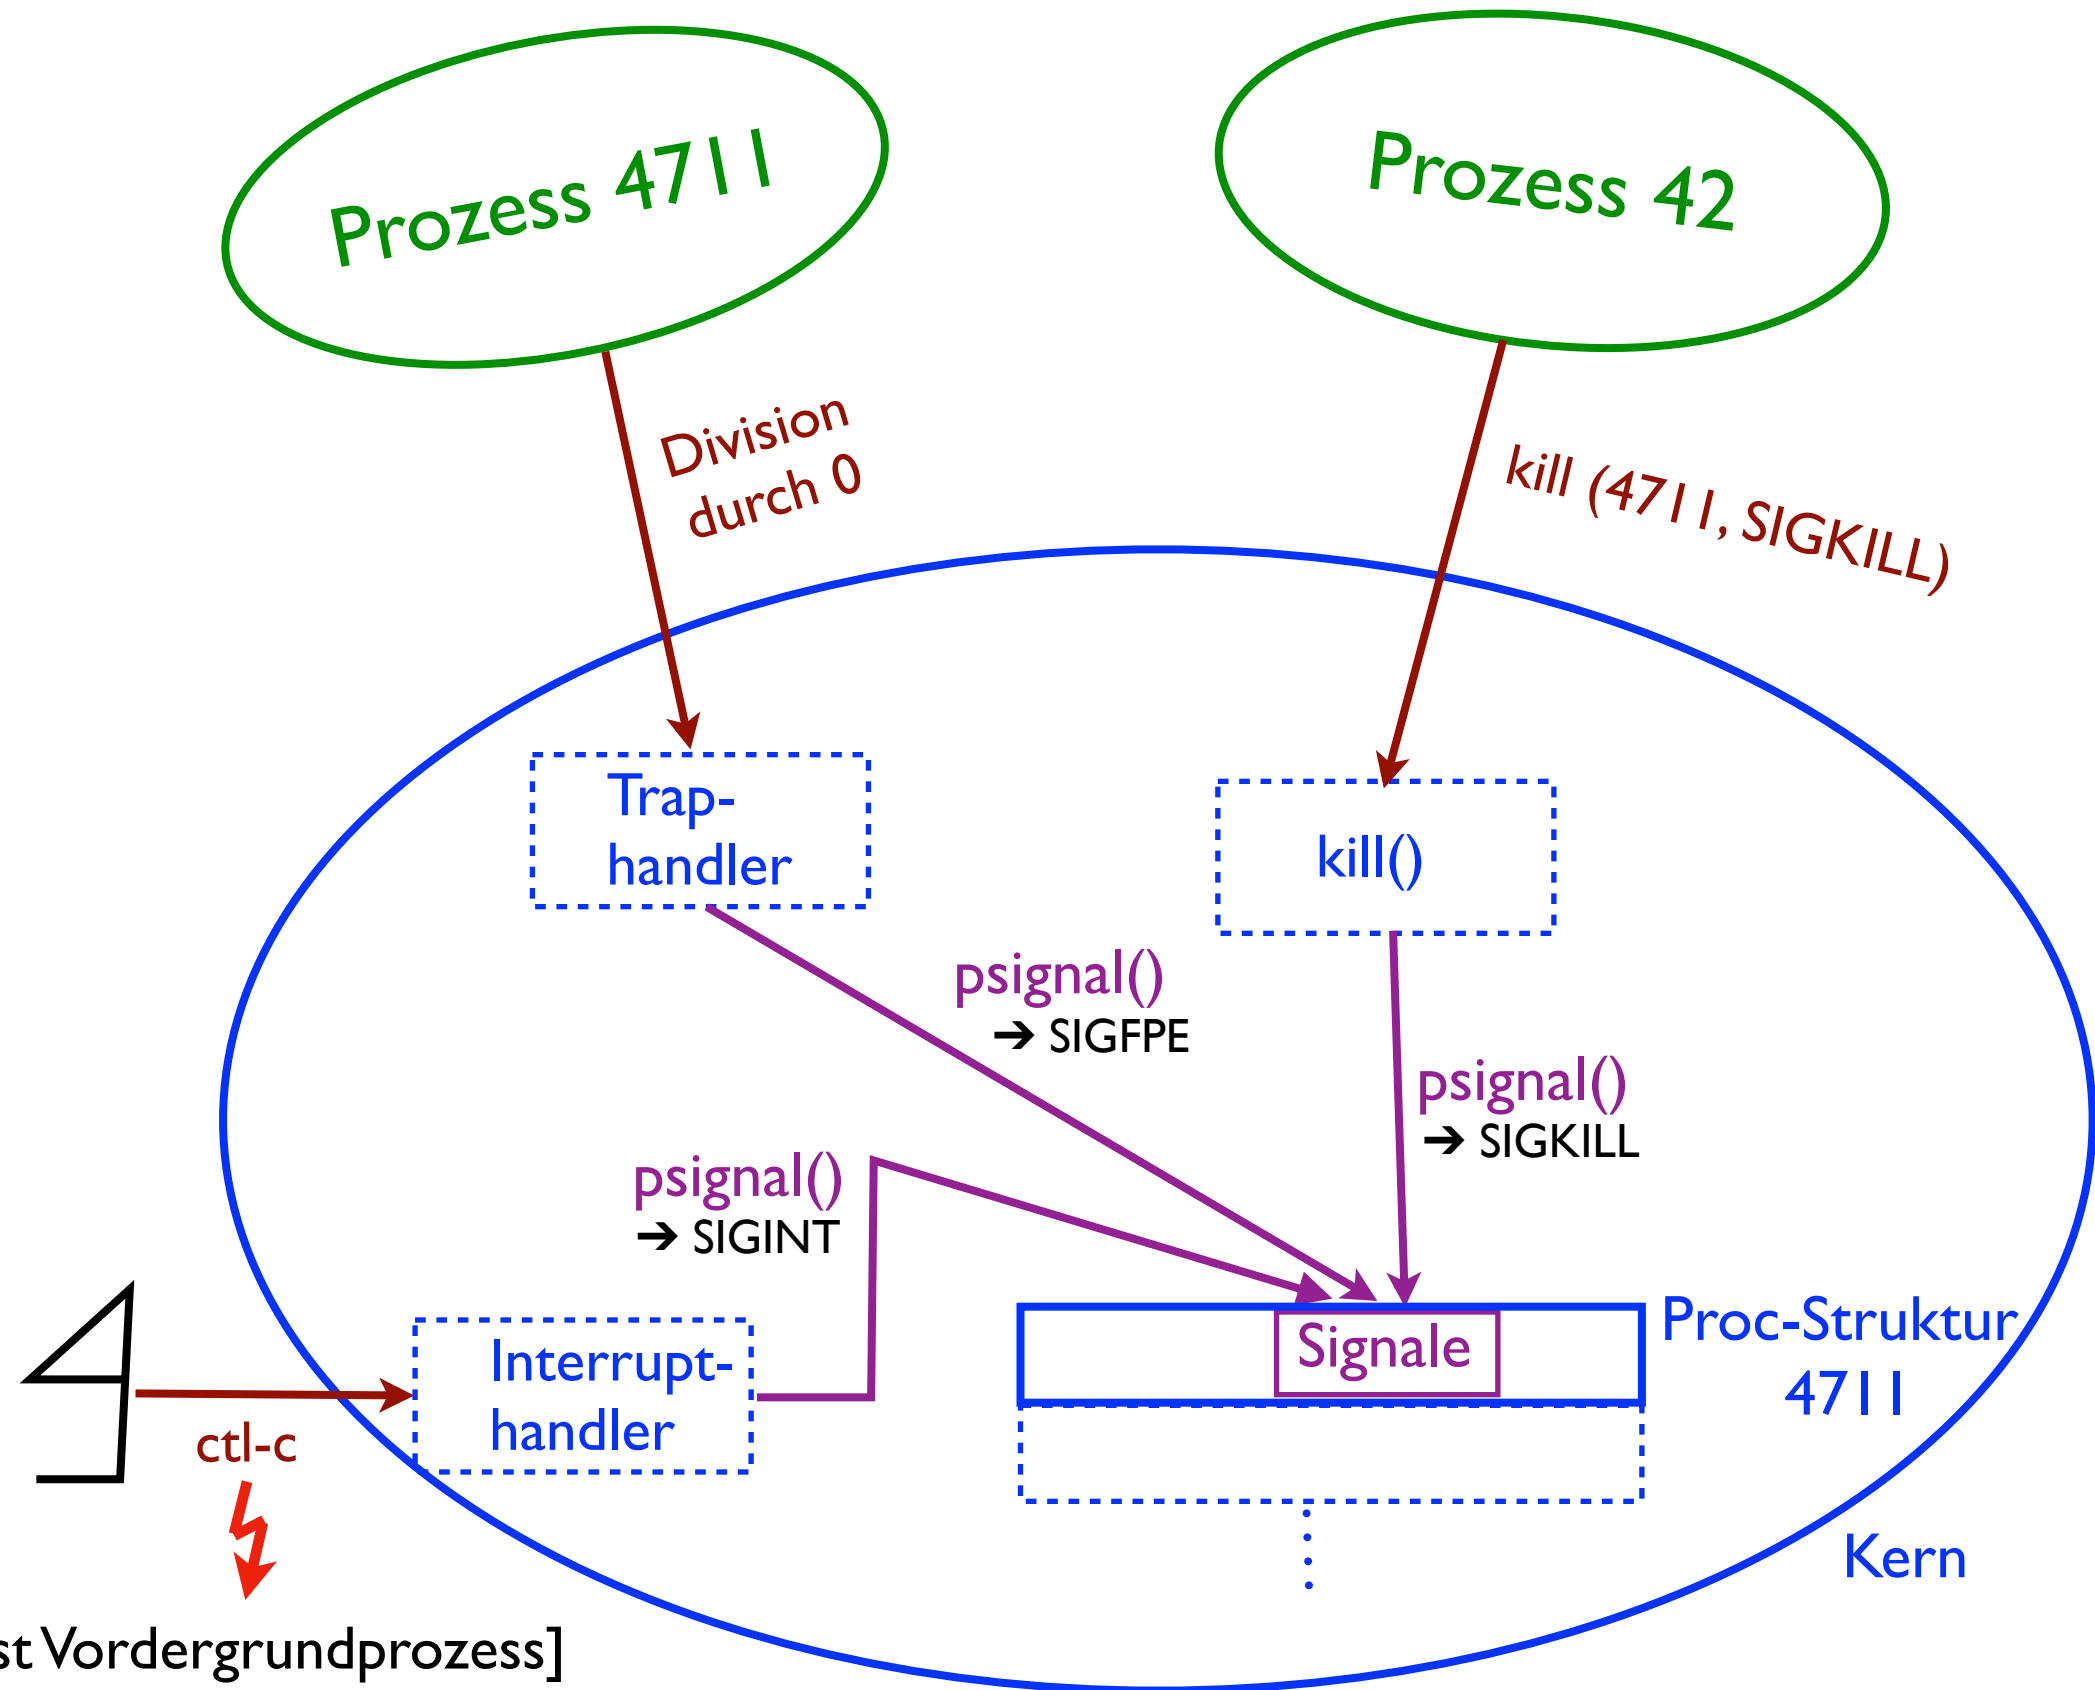 Prozess 4711
Prozess 42
Division
durch 0
kill (4711, SIGKILL)
Trap-
handler
kill()
psignal()
➔ SIGFPE
psignal()
➔ SIGKILL
psignal()
➔ SIGINT
Signale
Proc-Struktur
4711
Interrupt-
handler
ctl-c
Kern
Vordergrundprozess]